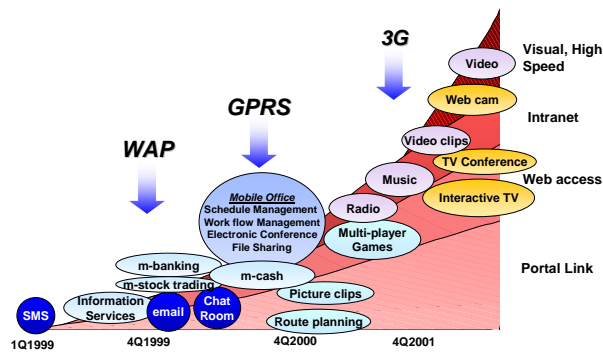 3G
Video
Visual, High
Speed
GPRS
Web cam
Intranet
WAP
Video clips
TV Conference
Web access
Music
Mobile Office
Schedule Management
Work flow Management
Electronic Conference
File Sharing
Interactive TV
Radio
Multi-player
Games
m-banking
m-cash
Portal Link
m-stock trading
Picture clips
Information
Services
SMS
email
Chat
Room
Route planning
1Q1999
4Q1999
4Q2000
4Q2001